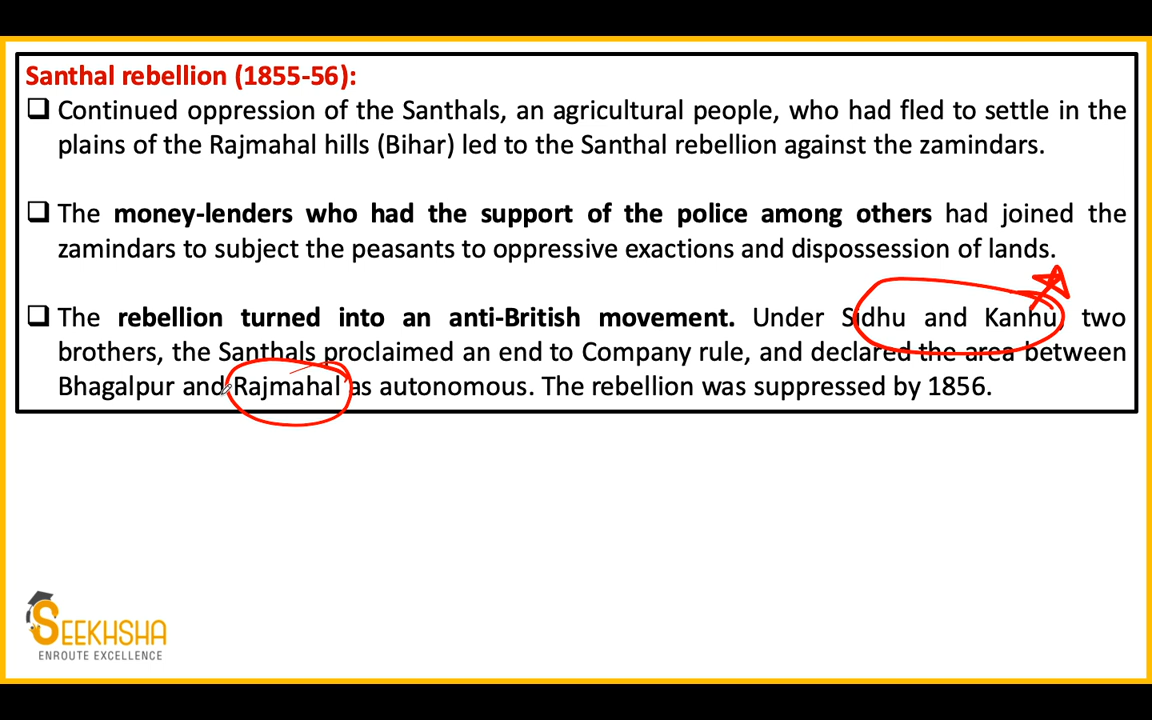 Santhal rebellion (1855-56):
❑ Continued oppression of the Santhals, an agricultural people, who had fled to settle in the
plains of the Rajmahal hills (Bihar) led to the Santhal rebellion against the zamindars.
❑ The money-lenders who had the support of the police among others had joined the
zamindars to subject the peasants to oppressive exactions and dispossession of lands.
❑ The rebellion turned into an anti-British movement. Under Sidhu and Kanhu, two
brothers, the Santhals proclaimed an end to Company rule, and declared the area between
Bhagalpur and Rajmahal as autonomous. The rebellion was suppressed by 1856.
SEEKHSHA
ENROUTE EXCELLENCE